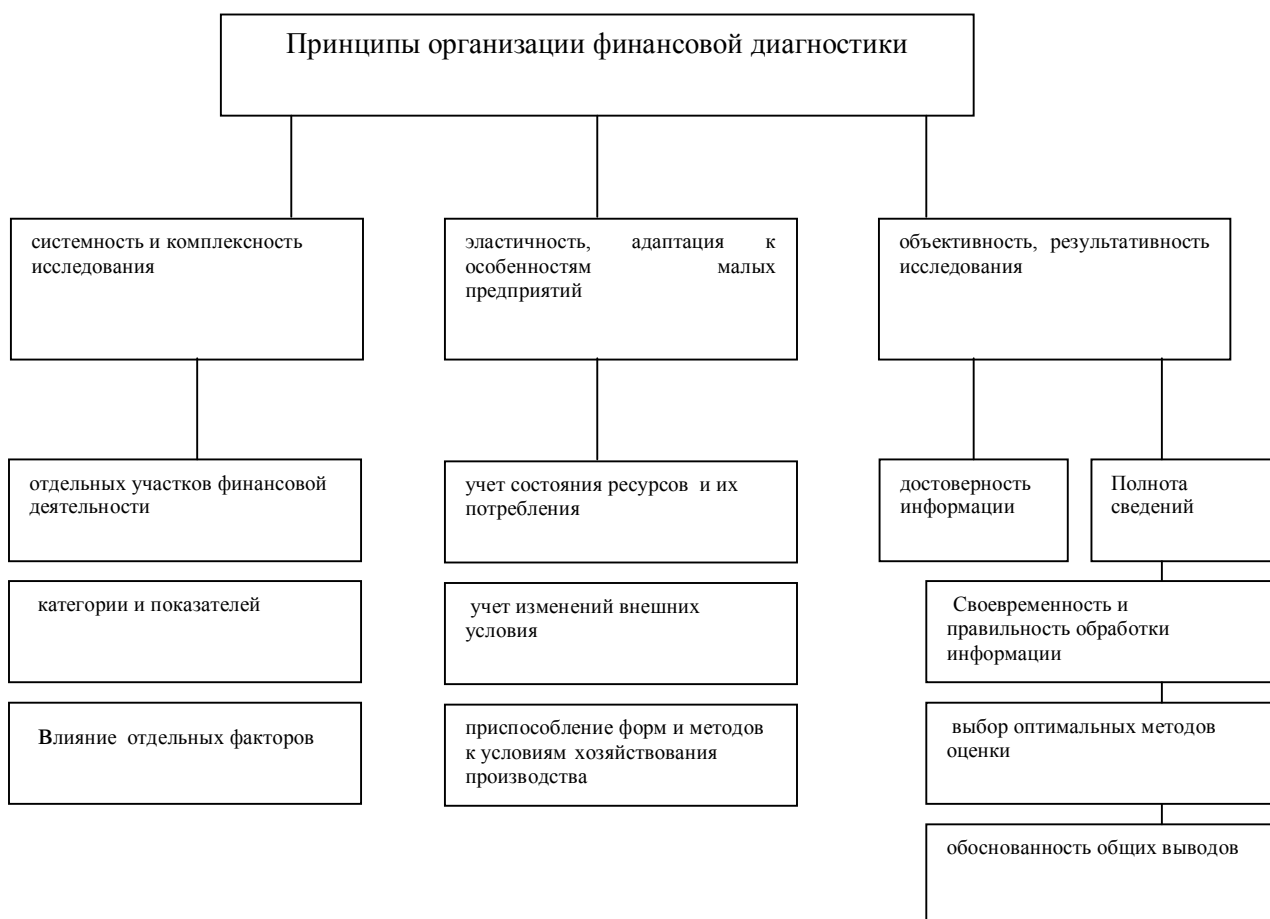 Принципы организации финансовой диагностики
системность и комплексность
исследования
эластичность, адаптация к
особенностям малых
предприятий
объективность, результативность
исследования
отдельных участков финансовой
деятельности
учет состояния ресурсов и их
потребления
достоверность
информации
Полнота
сведений
категории и показателей
учет изменений внешних
условия
Своевременность и
правильность обработки
информации
Влияние отдельных факторов
приспособление форм и методов
к условиям хозяйствования
производства
выбор оптимальных методов
оценки
обоснованность общих выводов